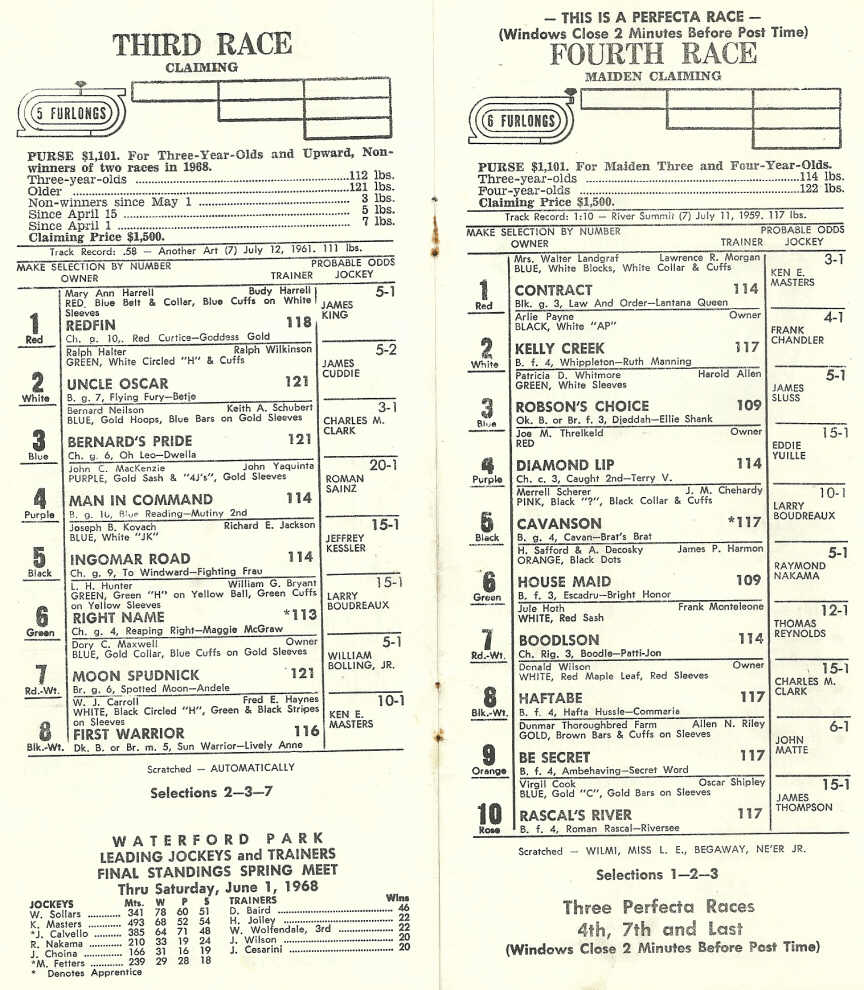 THIRD RACE
CLAIMING
5 FURLONGS
PURSE $1,101. For Three-Year-Olds and Upward, Non-
winners of two races in 1968.
Three-year-olds ........ 112 lbs.
Older ........ 121 lbs.
Non-winners since May 1 ........ 3 lbs.
Since April 15 ........ 5 lbs.
Since April 1 ........ 7 lbs.
Claiming Price $1,500.
Track Record: .58 — Another Art (7) July 12, 1961. 111 lbs.
MAKE SELECTION BY NUMBER PROBABLE ODDS
OWNER TRAINER JOCKEY
Mary Ann Harrell Budy Harrell 5-1
RED, Blue Belt & Collar, Blue Cuffs on White
Sleeves
JAMES KING
1 REDFIN 118
Red Ch. p. 10,. Red Curtice—Goddess Gold
Ralph Halter Ralph Wilkinson 5-2
GREEN, White Circled "H" & Cuffs
JAMES CUDDIE
2 UNCLE OSCAR 121
White B. g. 7, Flying Fury—Betje
Bernard Neilson Keith A. Schubert 3-1
BLUE, Gold Hoops, Blue Bars on Gold Sleeves
CHARLES M. CLARK
3 BERNARD'S PRIDE 121
Blue Ch. g. 6, Oh Leo—Dwella
John C. MacKenzie John Yaquinta 20-1
PURPLE, Gold Sash & "4J's", Gold Sleeves
ROMAN SAINZ
4 MAN IN COMMAND 114
Purple B. g. 10, Blue Reading—Mutiny 2nd
Joseph B. Kovach Richard E. Jackson 15-1
BLUE, White "JK"
JEFFREY KESSLER
5 INGOMAR ROAD 114
Black Ch. g. 9, To Windward—Fighting Frau
L. H. Hunter William G. Bryant 15-1
GREEN, Green "H" on Yellow Ball, Green Cuffs
on Yellow Sleeves
LARRY BOUDREAUX
6 RIGHT NAME *113
Green Ch. g. 4, Reaping Right—Maggie McGraw
Dory C. Maxwell Owner 5-1
BLUE, Gold Collar, Blue Cuffs on Gold Sleeves
WILLIAM BOLLING, JR.
7 MOON SPUDNICK 121
Rd.-Wt. Br. g. 6, Spotted Moon—Andele
W. J. Carroll Fred E. Haynes 10-1
WHITE, Black Circled "H", Green & Black Stripes
on Sleeves
KEN E. MASTERS
8 FIRST WARRIOR 116
Blk.-Wt. Dk. B. or Br. m. 5, Sun Warrior—Lively Anne
Scratched — AUTOMATICALLY
Selections 2—3—7
WATERFORD PARK
LEADING JOCKEYS and TRAINERS
FINAL STANDINGS SPRING MEET
Thru Saturday, June 1, 1968
JOCKEYS Mts. W P S
W. Sollars ........ 341 78 60 51
K. Masters ........ 493 68 52 54
*J. Calvello ........ 385 64 71 48
R. Nakama ........ 210 33 19 24
J. Choina ........ 166 31 16 19
*M. Fetters ........ 239 29 28 18
* Denotes Apprentice
TRAINERS Wins
D. Baird ........ 46
H. Jolley ........ 22
W. Wolfendale, 3rd ........ 22
J. Wilson ........ 20
J. Cesarini ........ 20
— THIS IS A PERFECTA RACE —
(Windows Close 2 Minutes Before Post Time)
FOURTH RACE
MAIDEN CLAIMING
6 FURLONGS
PURSE $1,101. For Maiden Three and Four-Year-Olds.
Three-year-olds ........ 114 lbs.
Four-year-olds ........ 122 lbs.
Claiming Price $1,500.
Track Record: 1:10 — River Summit (7) July 11, 1959. 117 lbs.
MAKE SELECTION BY NUMBER PROBABLE ODDS
OWNER TRAINER JOCKEY
Mrs. Walter Landgraf Lawrence R. Morgan 3-1
BLUE, White Blocks, White Collar & Cuffs
KEN E. MASTERS
1 CONTRACT 114
Red Blk. g. 3, Law And Order—Lantana Queen
Arlie Payne Owner 4-1
BLACK, White "AP"
FRANK CHANDLER
2 KELLY CREEK 117
White B. f. 4, Whippleton—Ruth Manning
Patricia D. Whitmore Harold Allen 5-1
GREEN, White Sleeves
JAMES SLUSS
3 ROBSON'S CHOICE 109
Blue Ok. B. or Br. f. 3, Djeddah—Ellie Shank
Joe M. Threlkeld Owner 15-1
RED
EDDIE YUILLE
4 DIAMOND LIP 114
Purple Ch. c. 3, Caught 2nd—Terry V.
Merrell Scherer J. M. Chehardy 10-1
PINK, Black "?", Black Collar & Cuffs
LARRY BOUDREAUX
5 CAVANSON *117
Black B. g. 4, Cavan—Brat's Brat
H. Safford & A. Decosky James P. Harmon 5-1
ORANGE, Black Dots
RAYMOND NAKAMA
6 HOUSE MAID 109
Green B. f. 3, Escadru—Bright Honor
Jule Hoth Frank Monteleone 12-1
WHITE, Red Sash
THOMAS REYNOLDS
7 BOODLSON 114
Rd.-Wt. Ch. Rig. 3, Boodle—Patti-Jon
Donald Wilson Owner 15-1
WHITE, Red Maple Leaf, Red Sleeves
CHARLES M. CLARK
8 HAFTABE 117
Blk.-Wt. B. f. 4, Hafta Hussle—Commarie
Dunmar Thoroughbred Farm Allen N. Riley 6-1
GOLD, Brown Bars & Cuffs on Sleeves
JOHN MATTE
9 BE SECRET 117
Orange B. f. 4, Ambehaving—Secret Word
Virgil Cook Oscar Shipley 15-1
BLUE, Gold "C", Gold Bars on Sleeves
JAMES THOMPSON
10 RASCAL'S RIVER 117
Rose B. f. 4, Roman Rascal—Riversee
Scratched — WILMI, MISS L. E., BEGAWAY, NE'ER JR.
Selections 1—2—3
Three Perfecta Races
4th, 7th and Last
(Windows Close 2 Minutes Before Post Time)